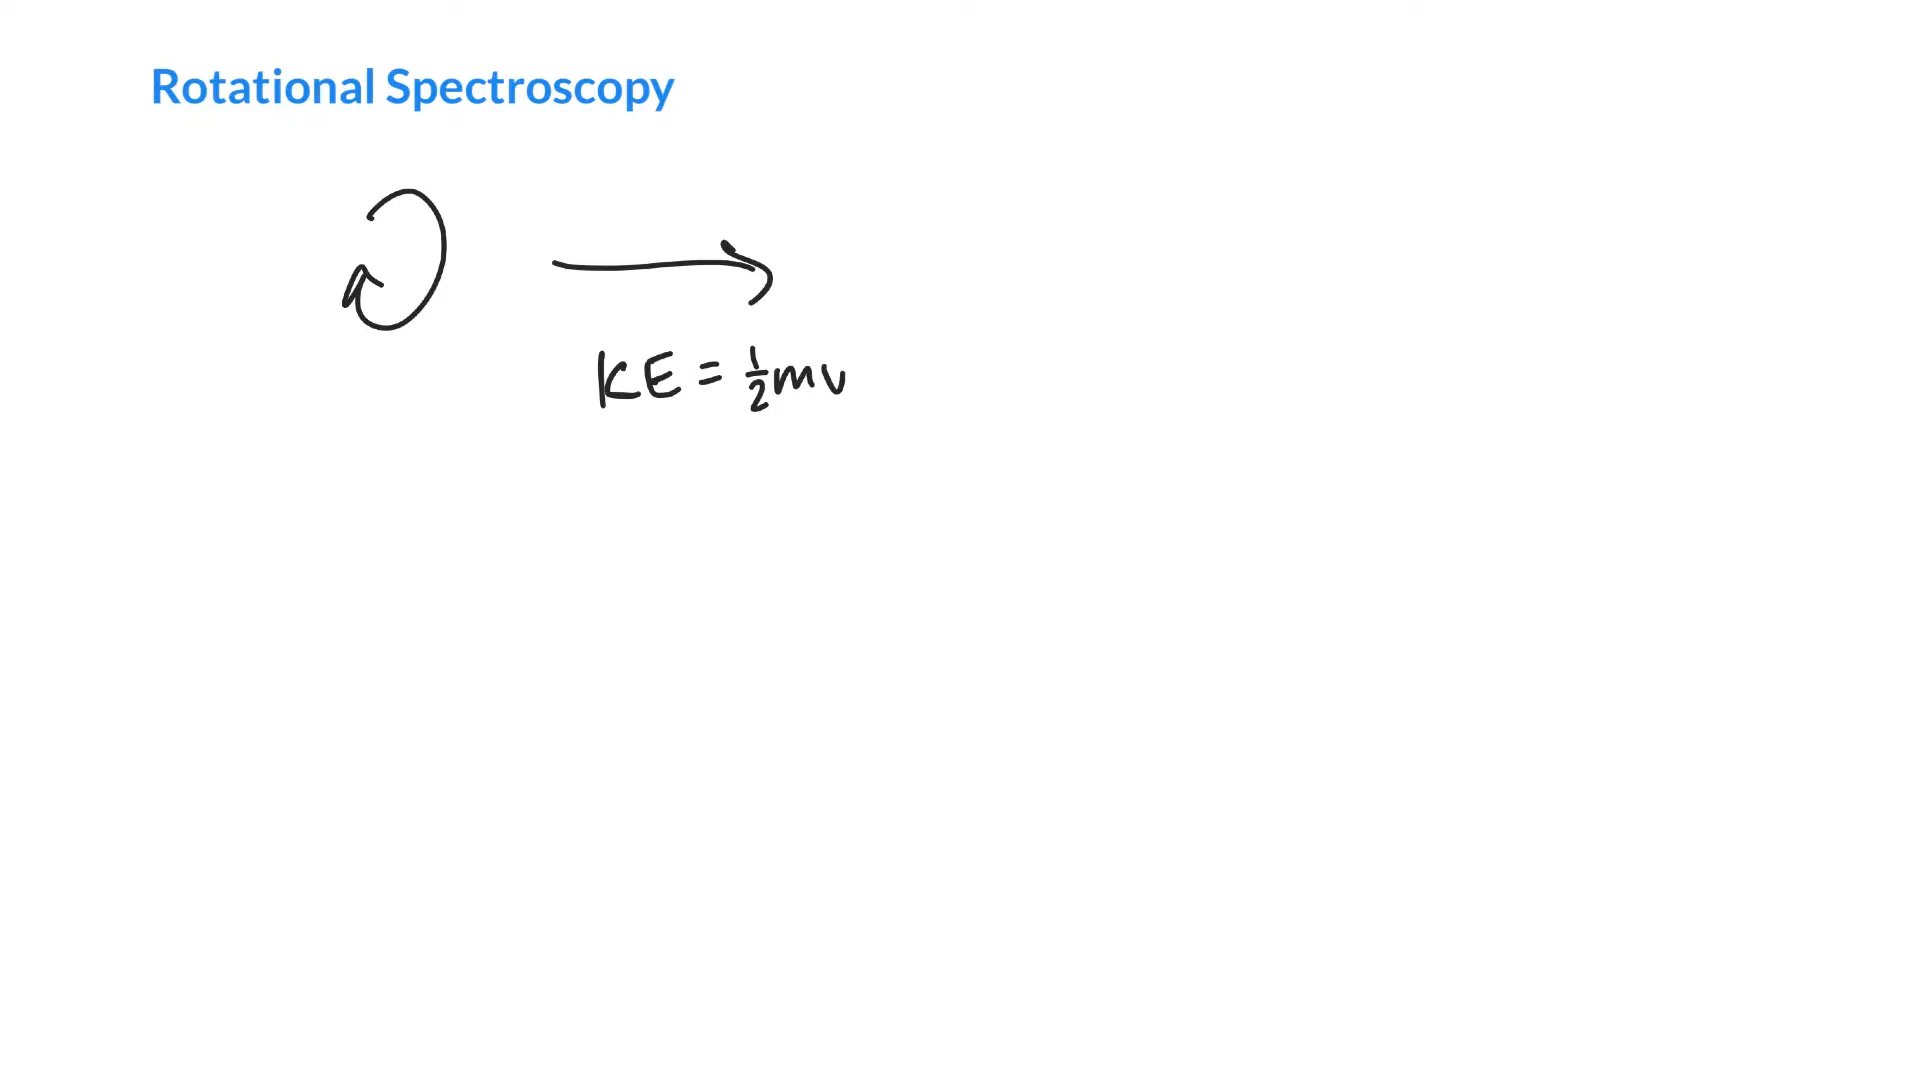 Rotational Spectroscopy
KE = ½mv